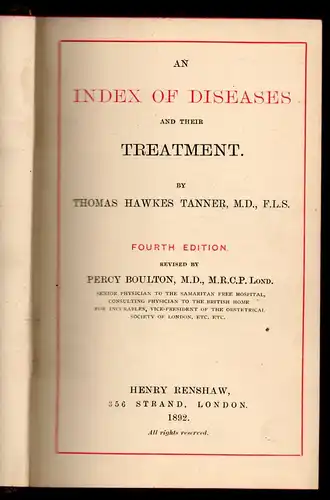 AN
INDEX OF DISEASES
AND THEIR
TREATMENT.
BY
THOMAS HAWKES TANNER, M.D., F.L.S.
FOURTH EDITION
REVISED BY
PERCY BOULTON, M.D., M.R.C.P. LOND.
SENIOR PHYSICIAN TO THE SAMARITAN FREE HOSPITAL,
CONSULTING PHYSICIAN TO THE BRITISH HOME
FOR INCURABLES, VICE-PRESIDENT OF THE OBSTETRICAL
SOCIETY OF LONDON, ETC. ETC.
HENRY RENSHAW,
356 STRAND, LONDON.
1892.
All rights reserved.